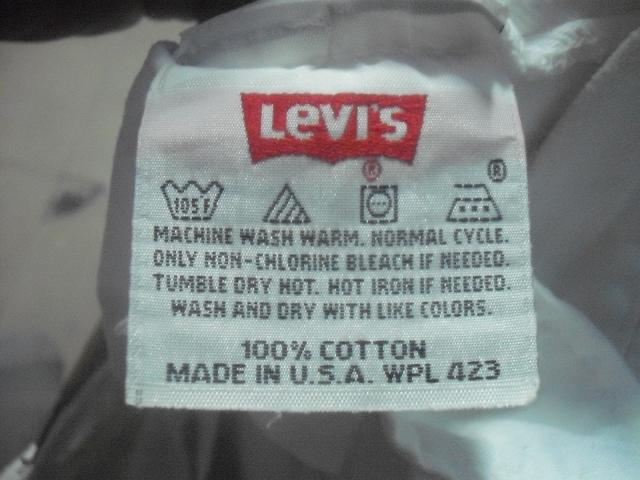 Levi's
®
®
105F
MACHINE WASH WARM. NORMAL CYCLE.
ONLY NON-CHLORINE BLEACH IF NEEDED.
TUMBLE DRY HOT. HOT IRON IF NEEDED.
WASH AND DRY WITH LIKE COLORS.
100% COTTON
MADE IN U.S.A. WPL 423